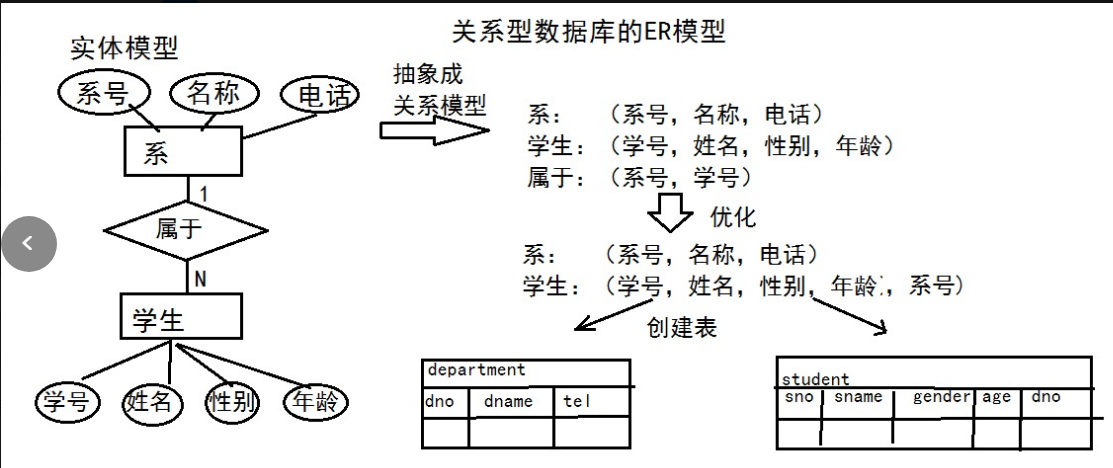 关系型数据库的ER模型
实体模型
系号
名称
电话
系
1
属于
N
学生
学号
姓名
性别
年龄
抽象成
关系模型
系： （系号，名称，电话）
学生：（学号，姓名，性别，年龄）
属于：（系号，学号）
优化
系： （系号，名称，电话）
学生：（学号，姓名，性别，年龄，系号）
创建表
department
dno dname tel
student
sno sname gender age dno